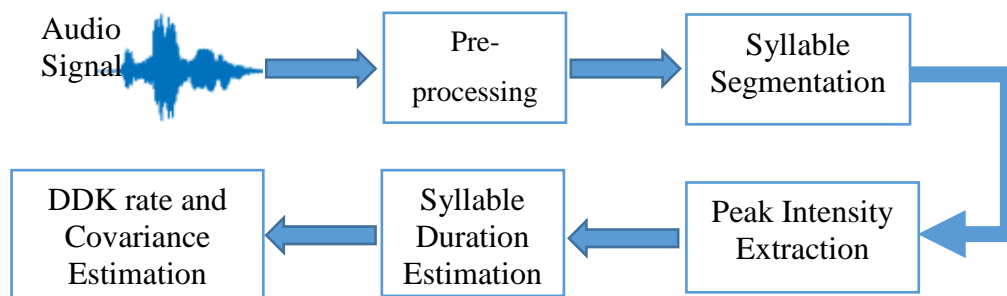 Audio
Signal
Pre-
processing
Syllable
Segmentation
Peak Intensity
Extraction
Syllable
Duration
Estimation
DDK rate and
Covariance
Estimation